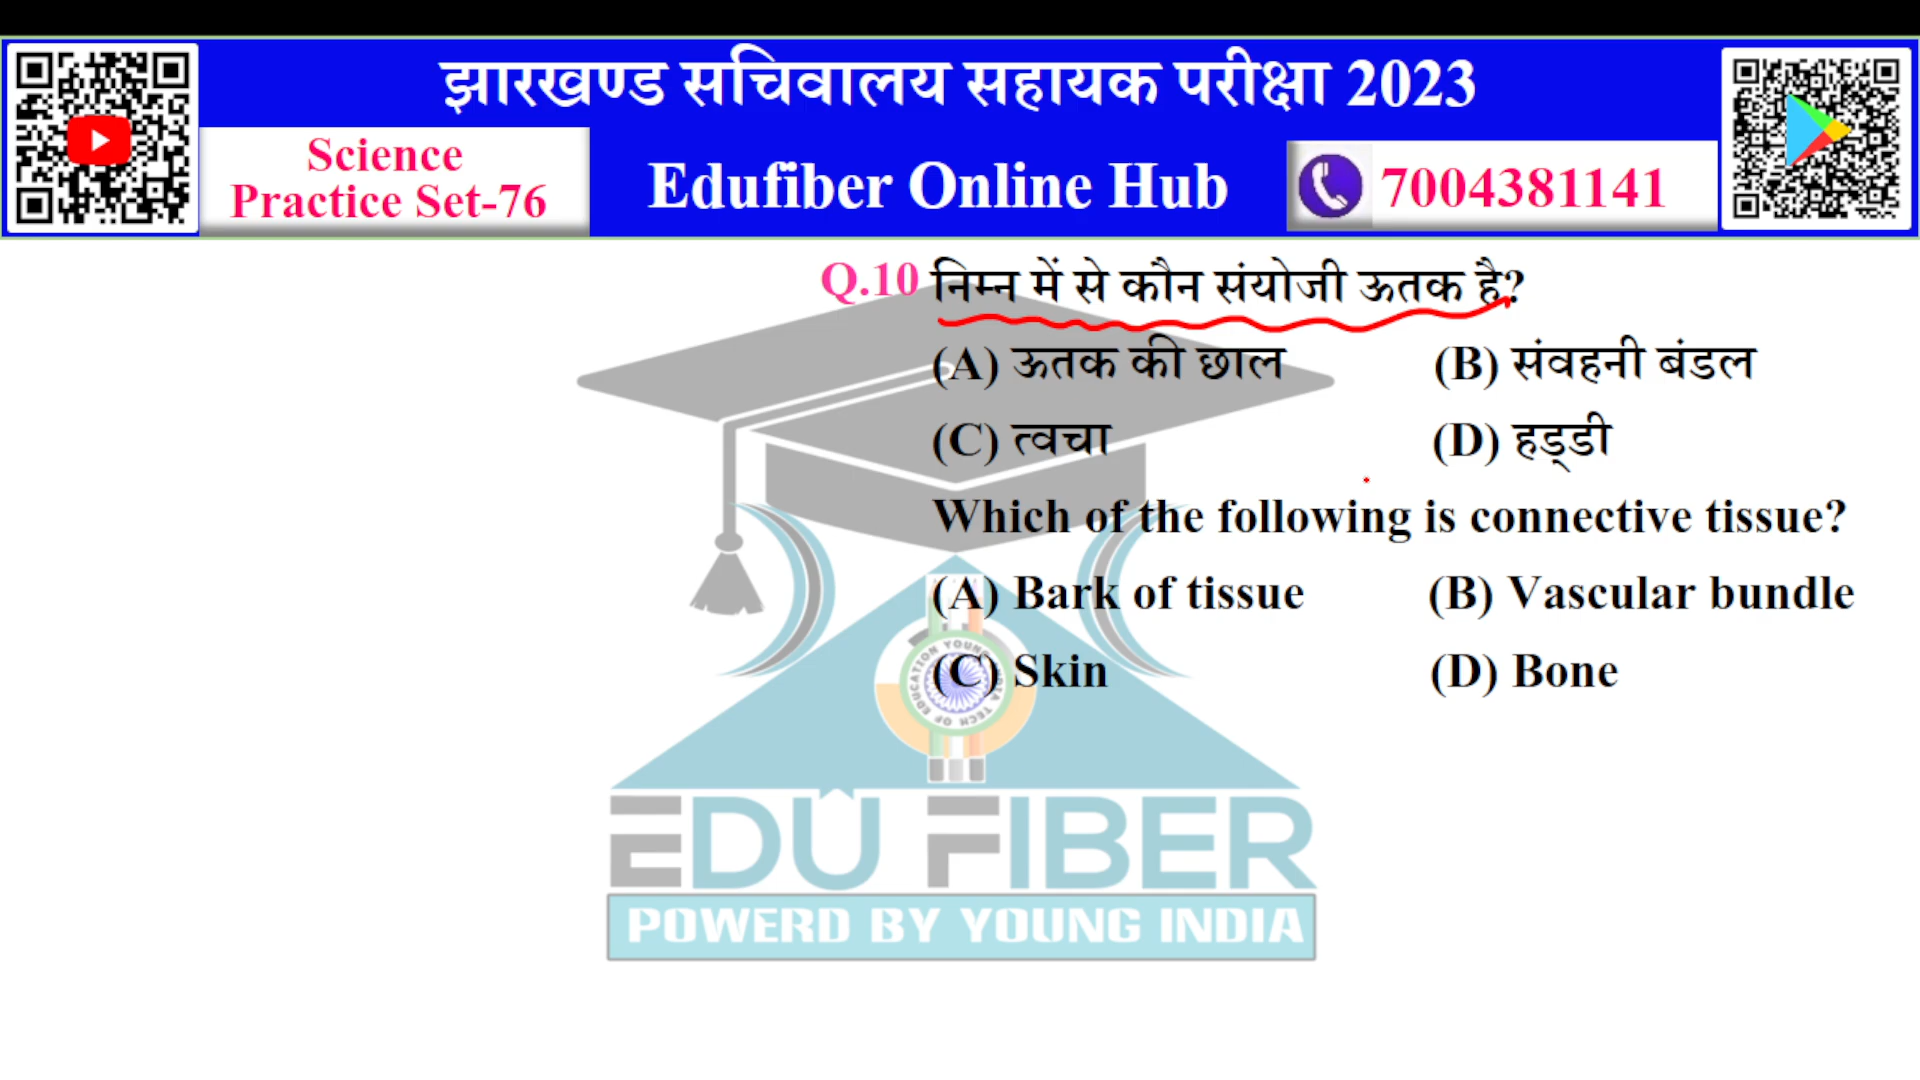 झारखण्ड सचिवालय सहायक परीक्षा 2023
Science
Practice Set-76
Edufiber Online Hub
7004381141
Q.10 निम्न में से कौन संयोजी ऊतक है?
(A) ऊतक की छाल (B) संवहनी बंडल
(C) त्वचा (D) हड्डी
Which of the following is connective tissue?
(A) Bark of tissue (B) Vascular bundle
(C) Skin (D) Bone
EDU FIBER
POWERD BY YOUNG INDIA